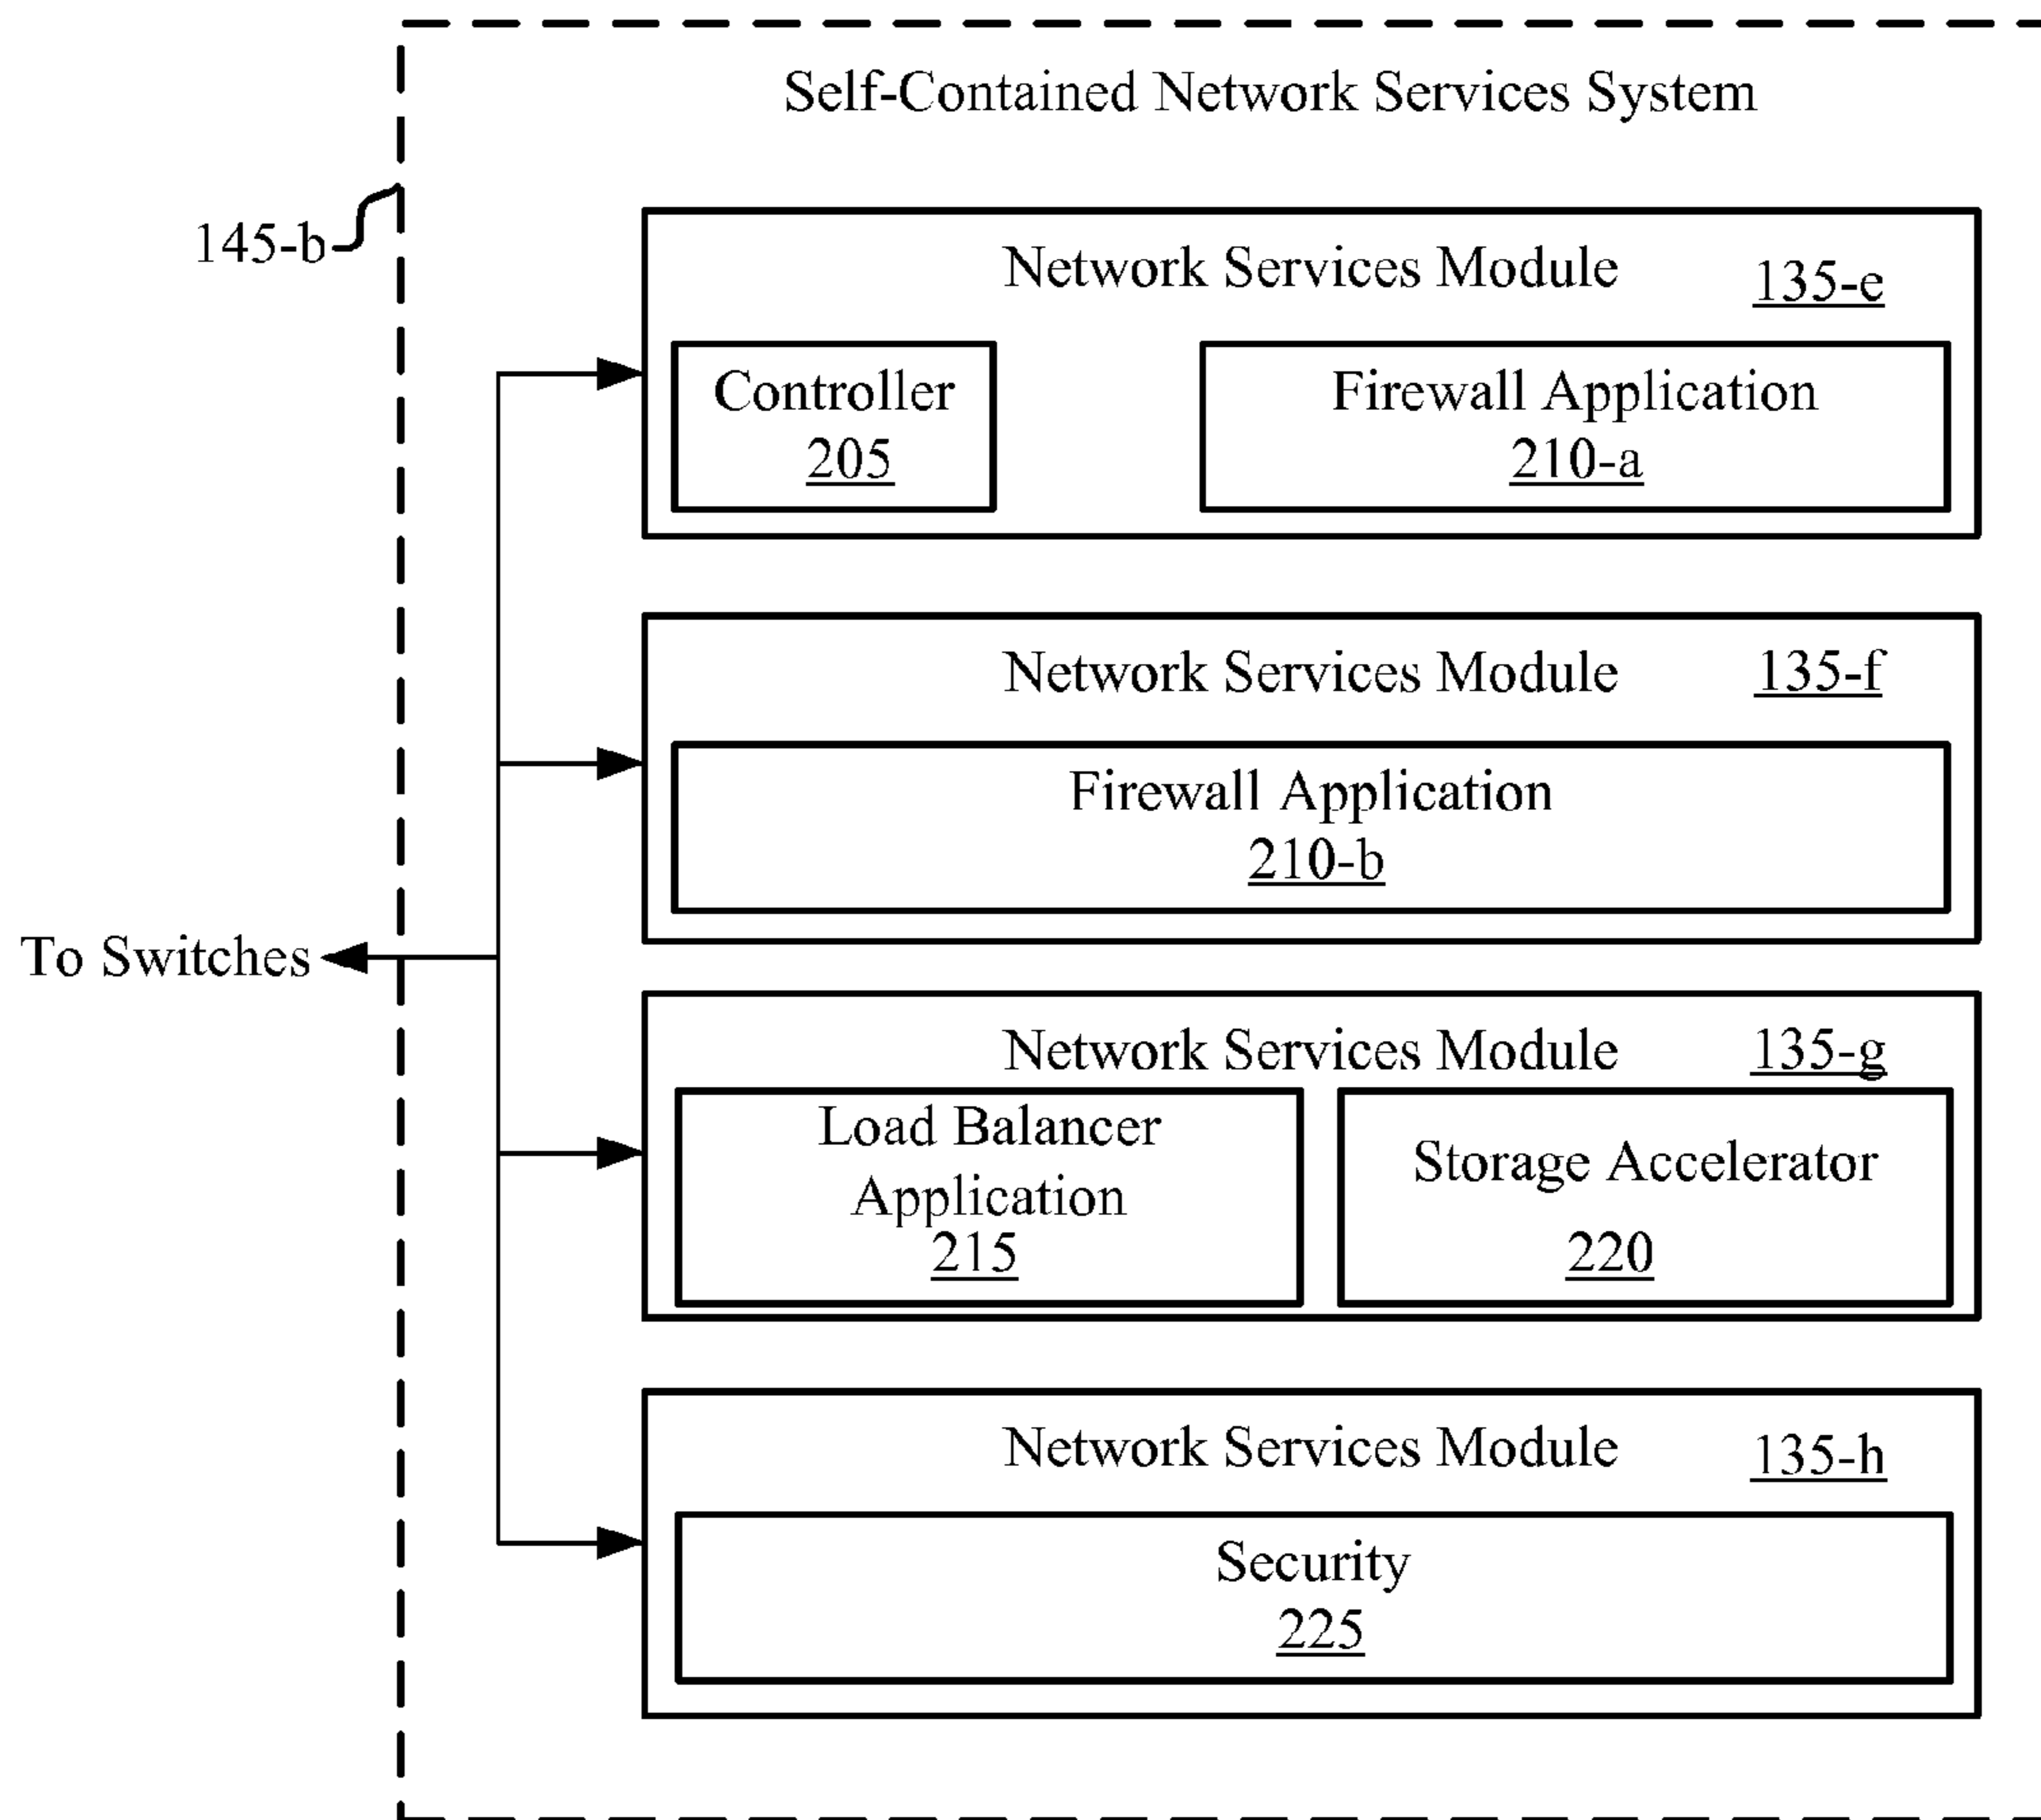 Self-Contained Network Services System
145-b
Network Services Module 135-e
Controller
205
Firewall Application
210-a
Network Services Module 135-f
Firewall Application
210-b
To Switches
Network Services Module 135-g
Load Balancer
Application
215
Storage Accelerator
220
Network Services Module 135-h
Security
225